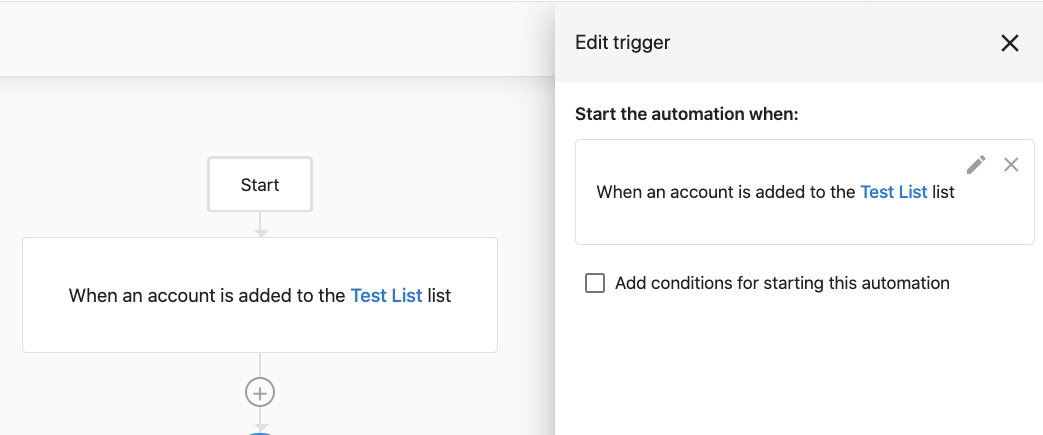 Edit trigger
Start the automation when:
When an account is added to the Test List list
Add conditions for starting this automation
Start
When an account is added to the Test List list